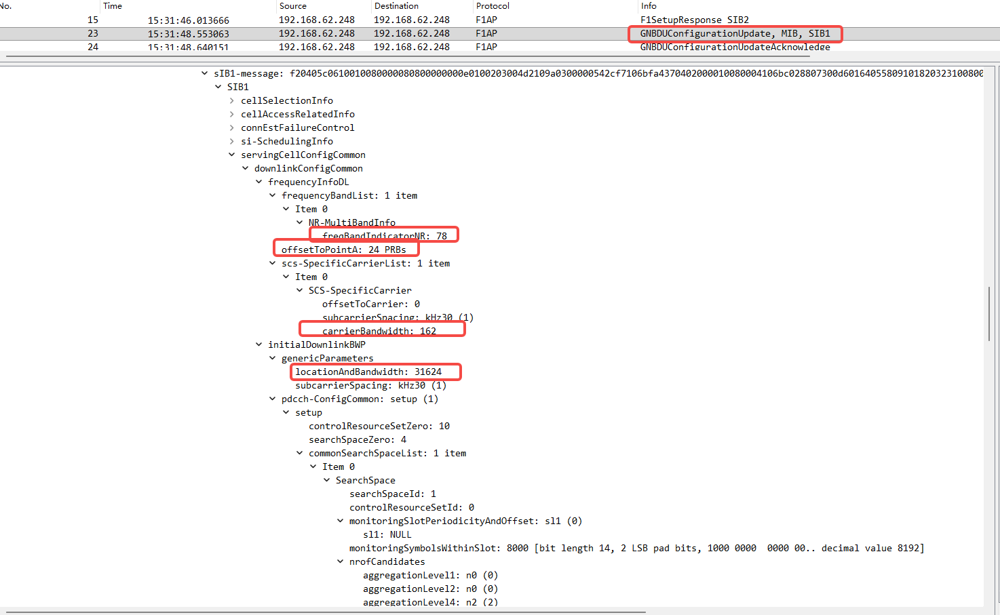 No. Time Source Destination Protocol Info
15 15:31:46.013666 192.168.62.248 192.168.62.248 F1AP F1SetupResponse SIB2
23 15:31:48.553063 192.168.62.248 192.168.62.248 F1AP GNBDUConfigurationUpdate, MIB, SIB1
24 15:31:48.640151 192.168.62.248 192.168.62.248 F1AP GNBDUConfigurationUpdateAcknowledge
sIB1-message: f20405c0610010080000080800000000e0100203004d2109a0300000542cf7106bfa4370402000010080004106bc028807300d60164055809101820323100800
SIB1
cellSelectionInfo
cellAccessRelatedInfo
connEstFailureControl
si-SchedulingInfo
servingCellConfigCommon
downlinkConfigCommon
frequencyInfoDL
frequencyBandList: 1 item
Item 0
NR-MultiBandInfo
freqBandIndicatorNR: 78
offsetToPointA: 24 PRBs
scs-SpecificCarrierList: 1 item
Item 0
SCS-SpecificCarrier
offsetToCarrier: 0
subcarrierSpacing: kHz30 (1)
carrierBandwidth: 162
initialDownlinkBWP
genericParameters
locationAndBandwidth: 31624
subcarrierSpacing: kHz30 (1)
pdcch-ConfigCommon: setup (1)
setup
controlResourceSetZero: 10
searchSpaceZero: 4
commonSearchSpaceList: 1 item
Item 0
SearchSpace
searchSpaceId: 1
controlResourceSetId: 0
monitoringSlotPeriodicityAndOffset: sl1 (0)
sl1: NULL
monitoringSymbolsWithinSlot: 8000 [bit length 14, 2 LSB pad bits, 1000 0000  0000 00.. decimal value 8192]
nrofCandidates
aggregationLevel1: n0 (0)
aggregationLevel2: n0 (0)
aggregationLevel4: n2 (2)